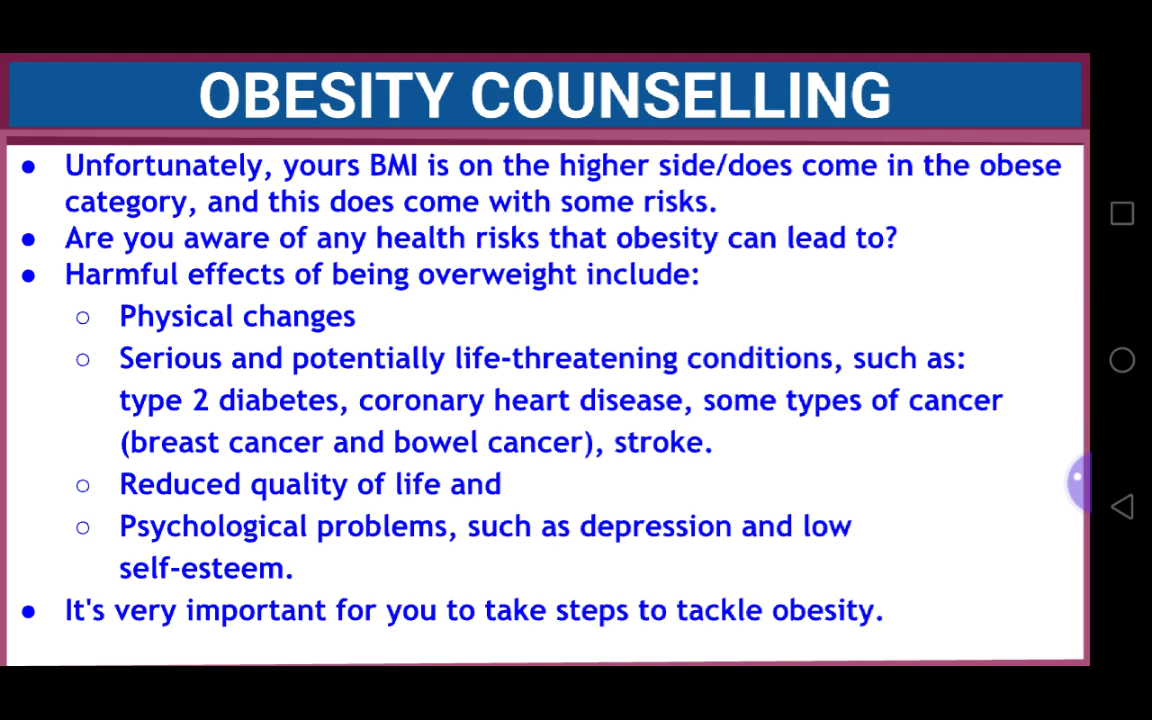 OBESITY COUNSELLING
● Unfortunately, yours BMI is on the higher side/does come in the obese
category, and this does come with some risks.
● Are you aware of any health risks that obesity can lead to?
● Harmful effects of being overweight include:
○ Physical changes
○ Serious and potentially life-threatening conditions, such as:
type 2 diabetes, coronary heart disease, some types of cancer
(breast cancer and bowel cancer), stroke.
○ Reduced quality of life and
○ Psychological problems, such as depression and low
self-esteem.
● It's very important for you to take steps to tackle obesity.